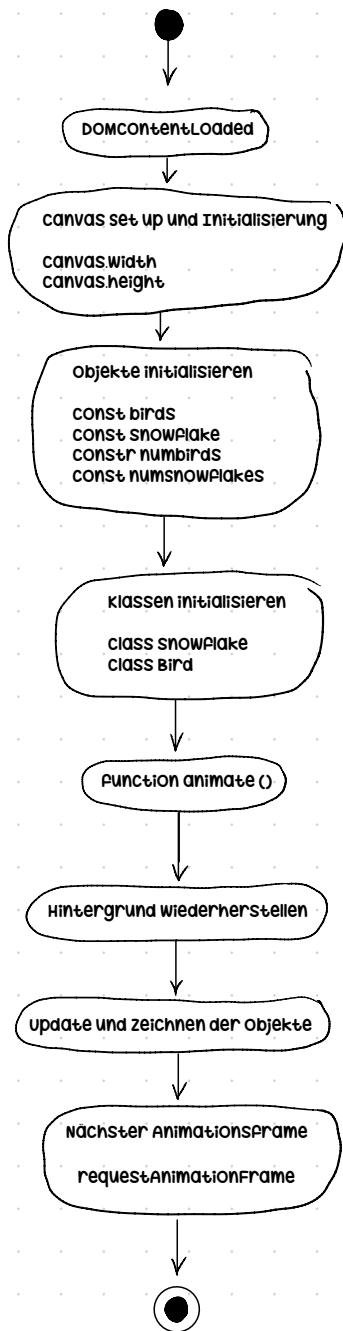 DOMContentLoaded
Canvas set up und Initialisierung
canvas.width
canvas.height
Objekte initialisieren
const birds
const snowflake
constr numbirds
const numsnowflakes
Klassen initialisieren
class snowflake
class Bird
function animate ()
Hintergrund wiederherstellen
Update und zeichnen der Objekte
Nächster Animationsframe
requestAnimationFrame